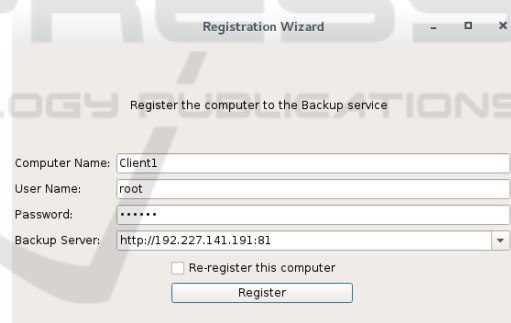 Registration Wizard
Register the computer to the Backup service
Computer Name: Client1
User Name: root
Password: ••••••
Backup Server: http://192.227.141.191:81
Re-register this computer
Register